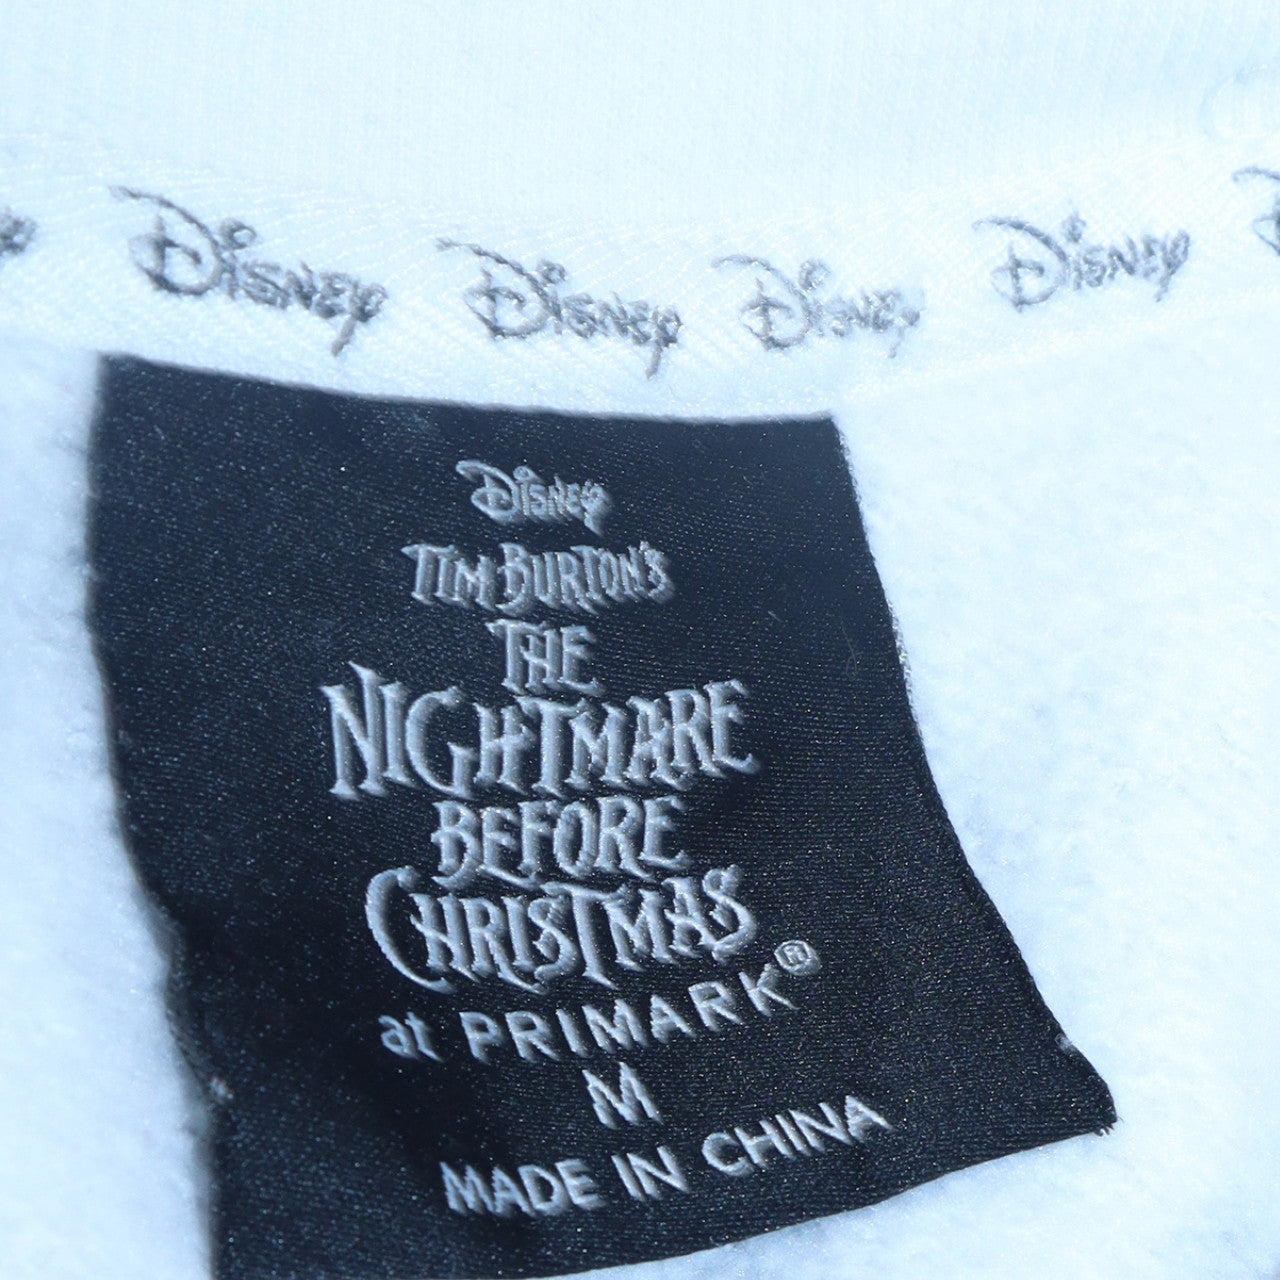 Disney Disney Disney Disney
Disney
TIM BURTON'S
THE
NIGHTMARE
BEFORE
CHRISTMAS
at PRIMARK®
M
MADE IN CHINA